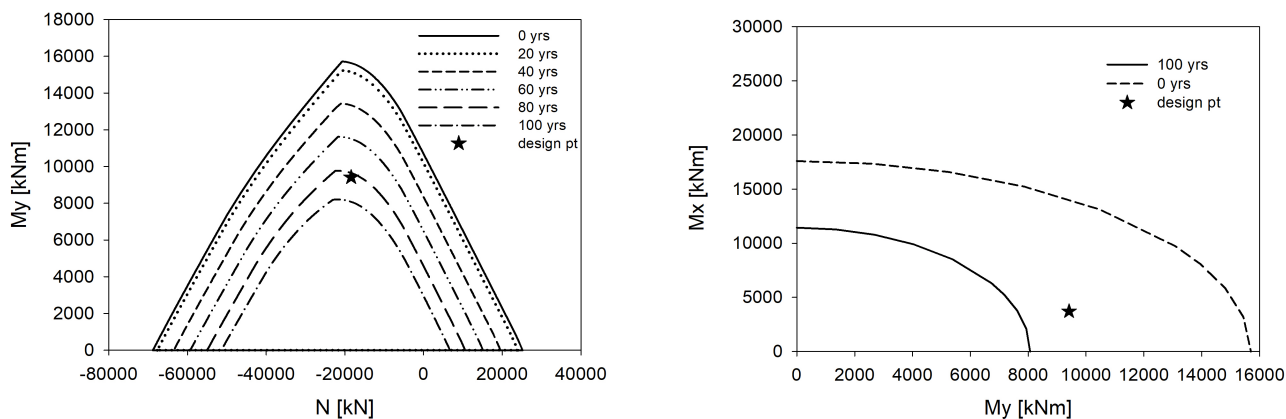 18000
16000
14000
12000
10000
8000
6000
4000
2000
0
My [kNm]
-80000 -60000 -40000 -20000 0 20000 40000
N [kN]
0 yrs
20 yrs
40 yrs
60 yrs
80 yrs
100 yrs
design pt
30000
25000
20000
15000
10000
5000
0
Mx [kNm]
0 2000 4000 6000 8000 10000 12000 14000 16000
My [kNm]
100 yrs
0 yrs
design pt